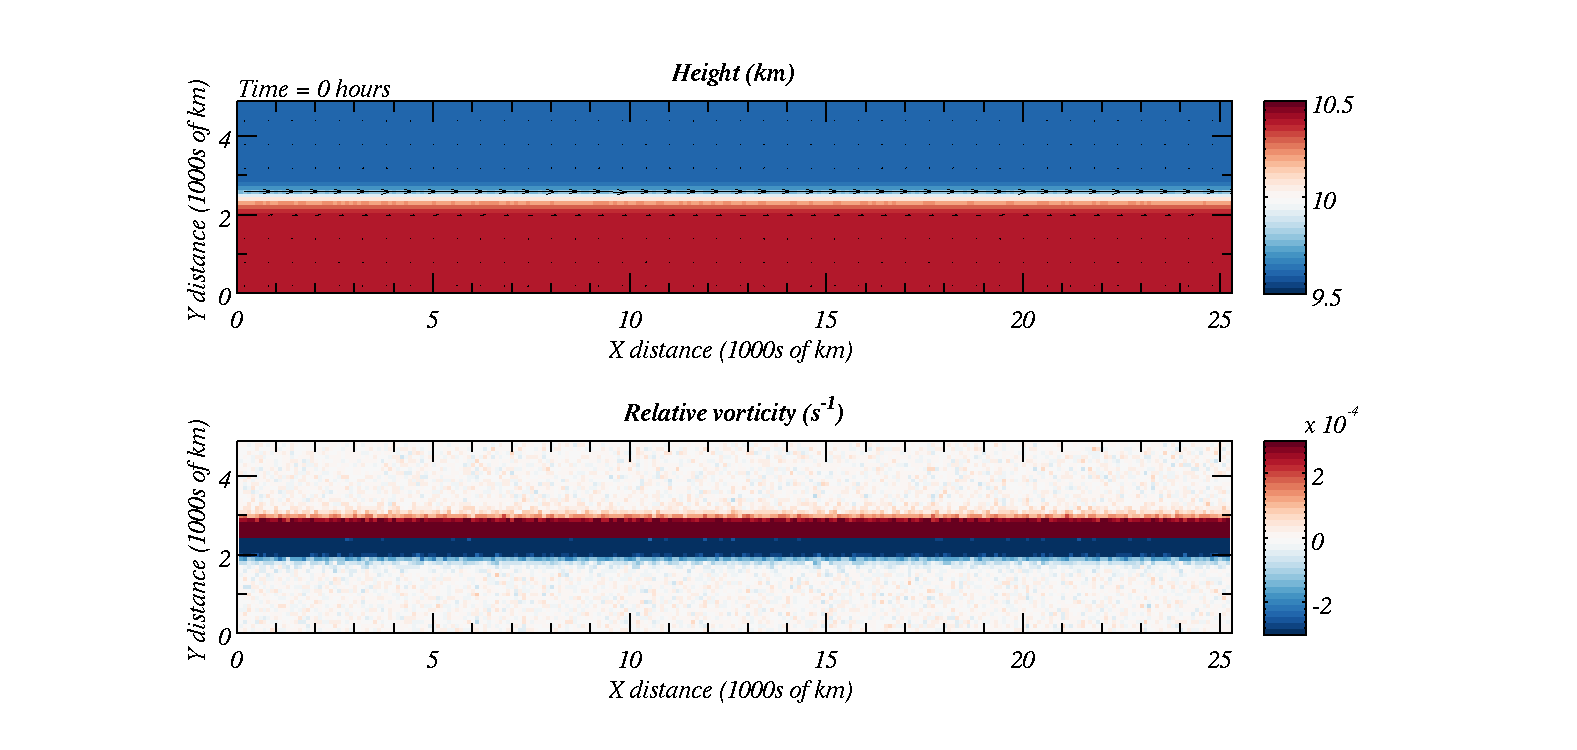 Height (km)
Time = 0 hours
Y distance (1000s of km)
4
2
0
0 5 10 15 20 25
X distance (1000s of km)
10.5
10
9.5
Relative vorticity (s⁻¹)
x 10⁻⁴
Y distance (1000s of km)
4
2
0
0 5 10 15 20 25
X distance (1000s of km)
2
0
-2